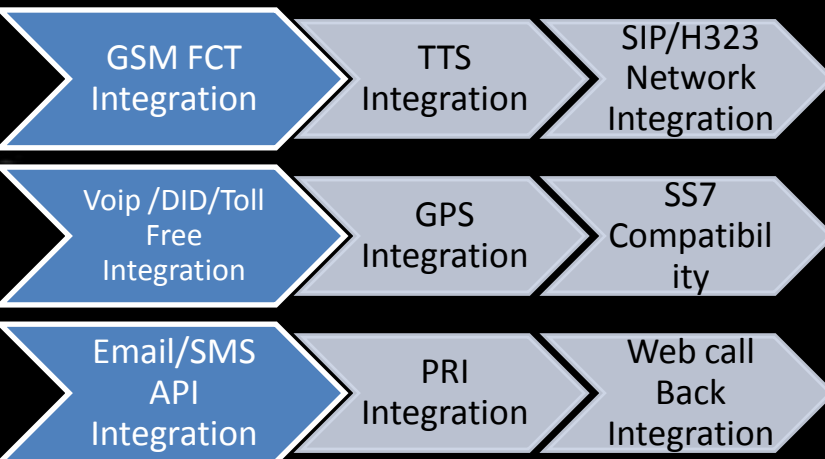 GSM FCT
Integration
TTS
Integration
SIP/H323
Network
Integration
Voip /DID/Toll
Free
Integration
GPS
Integration
SS7
Compatibil
ity
Email/SMS
API
Integration
PRI
Integration
Web call
Back
Integration